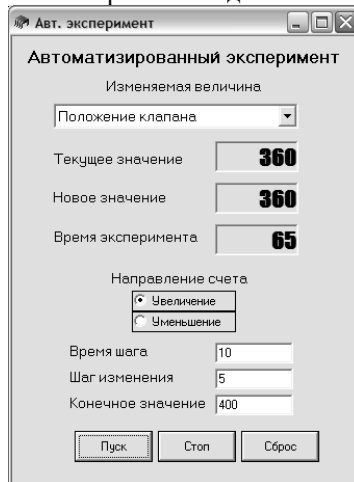 Авт. эксперимент
Автоматизированный эксперимент
Изменяемая величина
Положение клапана
Текущее значение 360
Новое значение 360
Время эксперимента 65
Направление счета
Увеличение
Уменьшение
Время шага 10
Шаг изменения 5
Конечное значение 400
Пуск Стоп Сброс